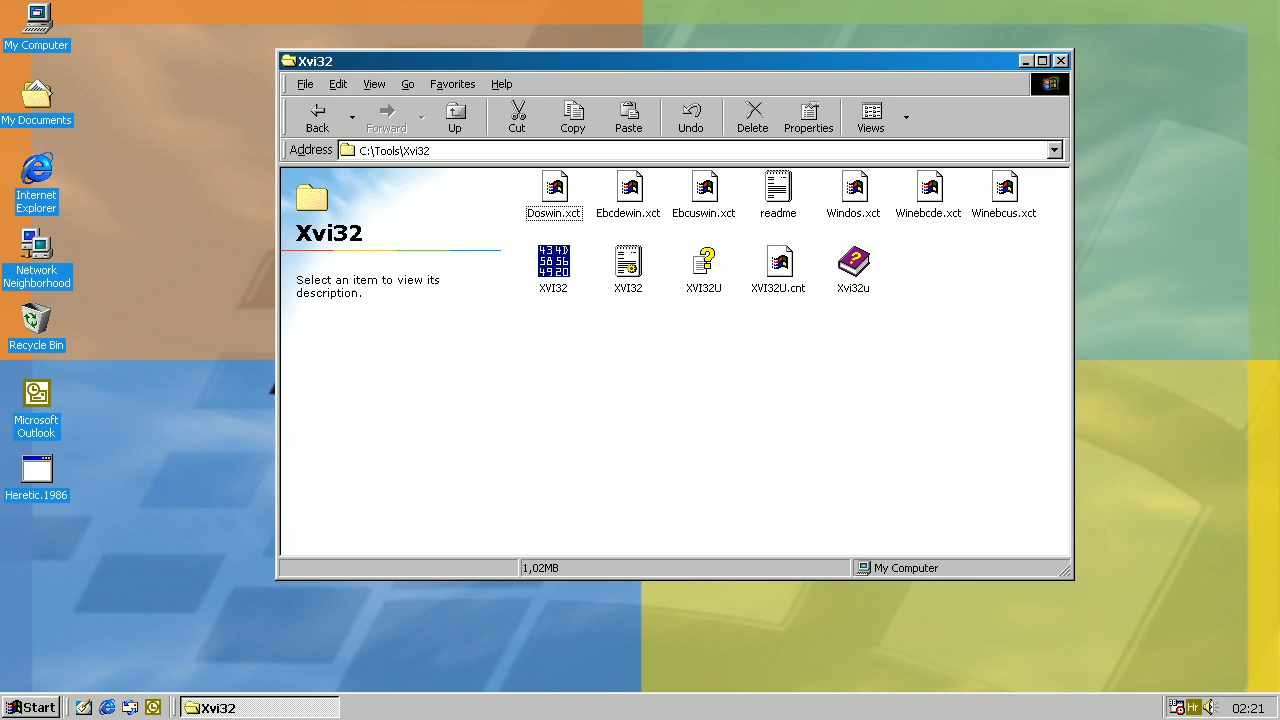 My Computer
My Documents
Internet
Explorer
Network
Neighborhood
Recycle Bin
Microsoft
Outlook
Heretic.1986
Xvi32
File Edit View Go Favorites Help
Back Forward Up Cut Copy Paste Undo Delete Properties Views
Address C:\Tools\Xvi32
Xvi32
Select an item to view its
description.
Doswin.xct Ebcdewin.xct Ebcuswin.xct readme Windos.xct Winebcde.xct Winebcus.xct
434D
5856
4920
XVI32 XVI32 XVI32U XVI32U.cnt Xvi32u
1,02MB My Computer
Start Xvi32 Hr 02:21